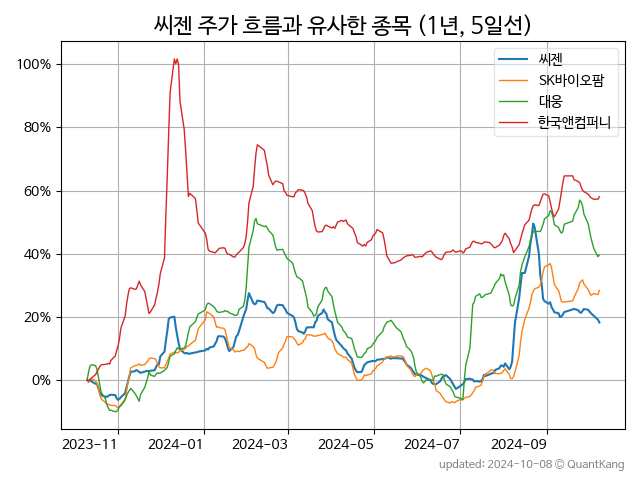 씨젠 주가 흐름과 유사한 종목 (1년, 5일선)
씨젠
SK바이오팜
대웅
한국앤컴퍼니
100%
80%
60%
40%
20%
0%
2023-11
2024-01
2024-03
2024-05
2024-07
2024-09
updated: 2024-10-08 © QuantKang